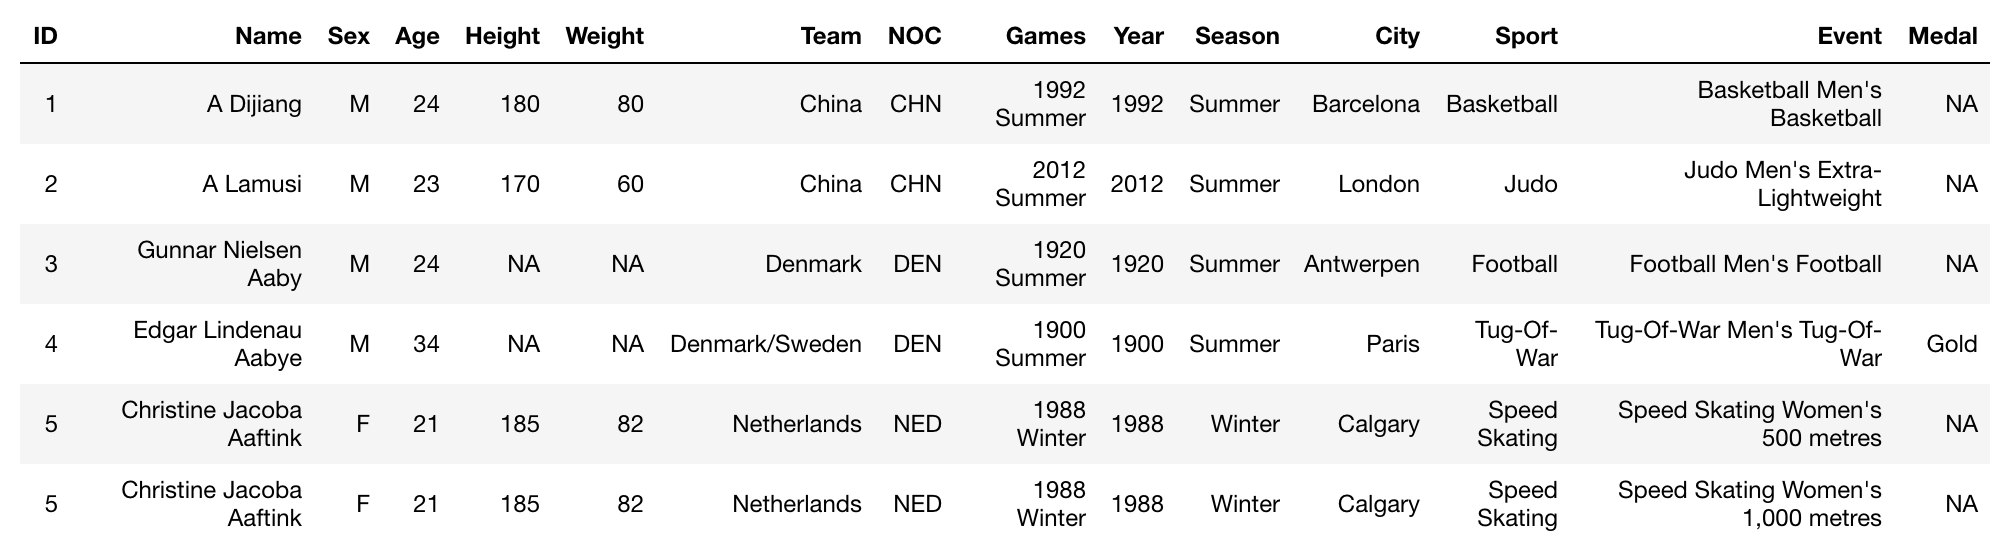 ID Name Sex Age Height Weight Team NOC Games Year Season City Sport Event Medal
1 A Dijiang M 24 180 80 China CHN 1992 Summer 1992 Summer Barcelona Basketball Basketball Men's Basketball NA
2 A Lamusi M 23 170 60 China CHN 2012 Summer 2012 Summer London Judo Judo Men's Extra-Lightweight NA
3 Gunnar Nielsen Aaby M 24 NA NA Denmark DEN 1920 Summer 1920 Summer Antwerpen Football Football Men's Football NA
4 Edgar Lindenau Aabye M 34 NA NA Denmark/Sweden DEN 1900 Summer 1900 Summer Paris Tug-Of-War Tug-Of-War Men's Tug-Of-War Gold
5 Christine Jacoba Aaftink F 21 185 82 Netherlands NED 1988 Winter 1988 Winter Calgary Speed Skating Speed Skating Women's 500 metres NA
5 Christine Jacoba Aaftink F 21 185 82 Netherlands NED 1988 Winter 1988 Winter Calgary Speed Skating Speed Skating Women's 1,000 metres NA